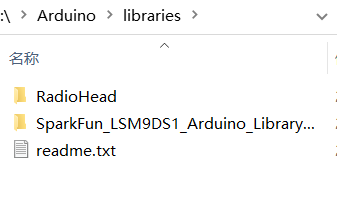 :\ > Arduino > libraries >
名称
RadioHead
SparkFun_LSM9DS1_Arduino_Library...
readme.txt